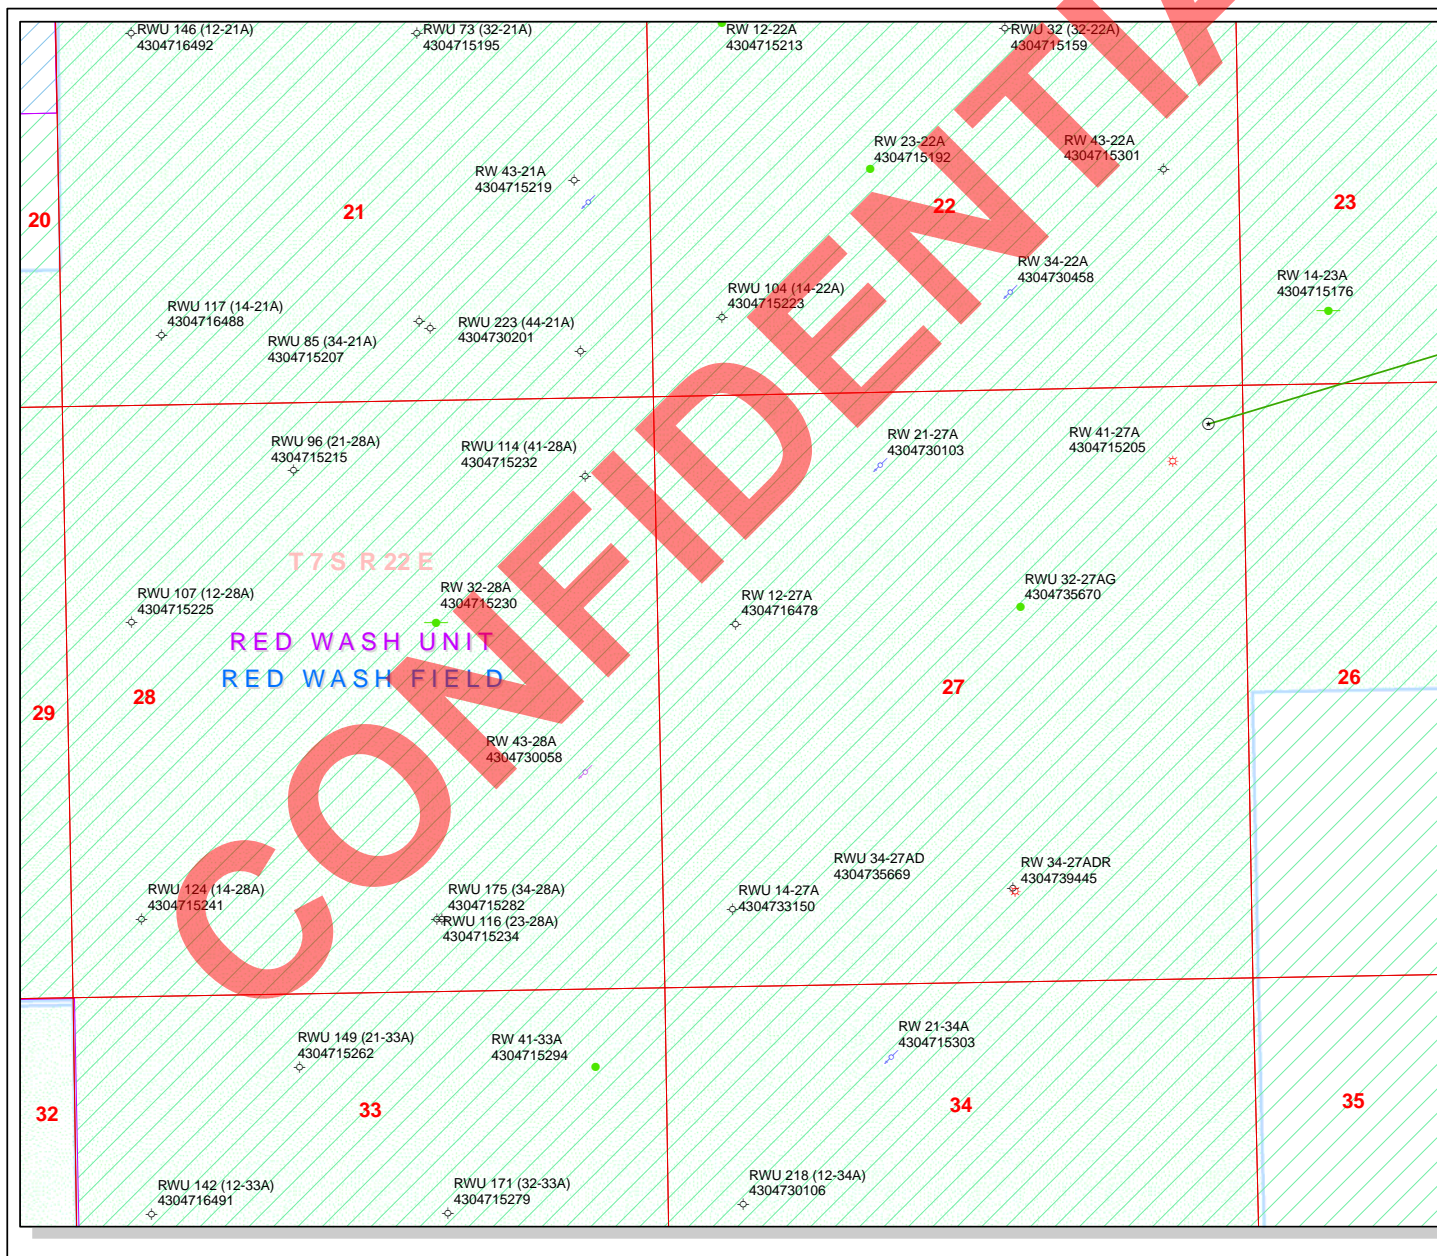 RWU 146 (12-21A)
4304716492
RWU 73 (32-21A)
4304715195
RW 12-22A
4304715213
RWU 32 (32-22A)
4304715159
RW 43-21A
4304715219
RW 23-22A
4304715192
RW 43-22A
4304715301
20
21
22
23
RW 34-22A
4304730458
RW 14-23A
4304715176
RWU 117 (14-21A)
4304716488
RWU 85 (34-21A)
4304715207
RWU 223 (44-21A)
4304730201
RWU 104 (14-22A)
4304715223
RWU 96 (21-28A)
4304715215
RWU 114 (41-28A)
4304715232
RW 21-27A
4304730103
RW 41-27A
4304715205
T 7 S R 22 E
RWU 107 (12-28A)
4304715225
RW 32-28A
4304715230
RW 12-27A
4304716478
RWU 32-27AG
4304735670
RED WASH UNIT
RED WASH FIELD
28
29
27
26
RW 43-28A
4304730058
RWU 124 (14-28A)
4304715241
RWU 175 (34-28A)
4304715282
RWU 116 (23-28A)
4304715234
RWU 14-27A
4304733150
RWU 34-27AD
4304735669
RW 34-27ADR
4304739445
RWU 149 (21-33A)
4304715262
RW 41-33A
4304715294
RW 21-34A
4304715303
32
33
34
35
RWU 142 (12-33A)
4304716491
RWU 171 (32-33A)
4304715279
RWU 218 (12-34A)
4304730106
CONFIDENTIA